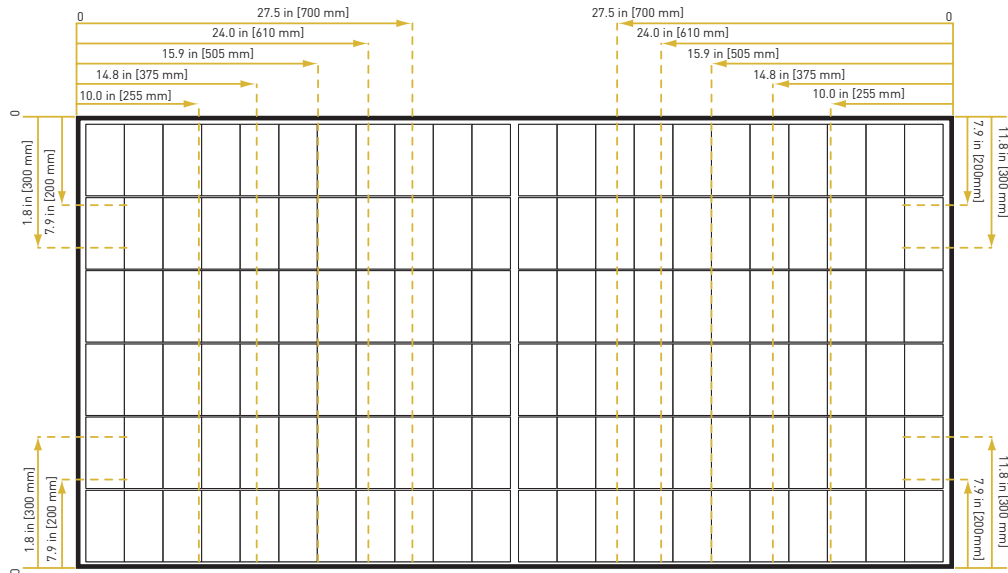 27.5 in [700 mm]
27.5 in [700 mm]
0
0
24.0 in [610 mm]
24.0 in [610 mm]
15.9 in [505 mm]
15.9 in [505 mm]
14.8 in [375 mm]
14.8 in [375 mm]
10.0 in [255 mm]
10.0 in [255 mm]
0
1.8 in [300 mm]
7.9 in [200 mm]
7.9 in [200mm]
11.8 in [300 mm]
1.8 in [300 mm]
7.9 in [200 mm]
7.9 in [200mm]
11.8 in [300 mm]
0